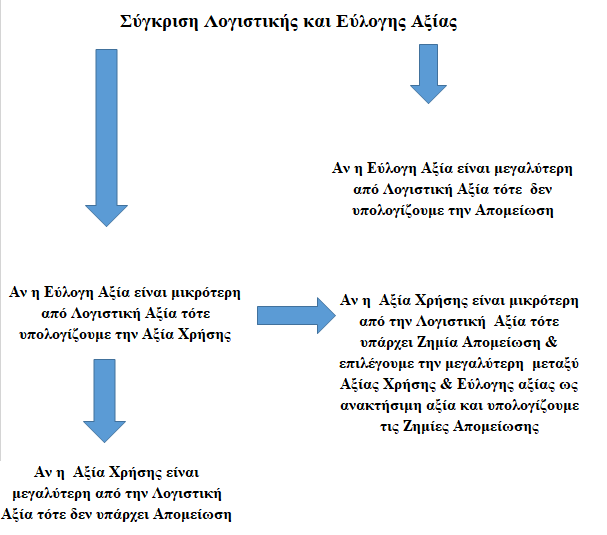 Σύγκριση Λογιστικής και Εύλογης Αξίας
Αν η Εύλογη Αξία είναι μεγαλύτερη
από Λογιστική Αξία τότε δεν
υπολογίζουμε την Απομείωση
Αν η Εύλογη Αξία είναι μικρότερη
από Λογιστική Αξία τότε
υπολογίζουμε την Αξία Χρήσης
Αν η Αξία Χρήσης είναι μικρότερη
από την Λογιστική Αξία τότε
υπάρχει Ζημία Απομείωση &
επιλέγουμε την μεγαλύτερη μεταξύ
Αξίας Χρήσης & Εύλογης αξίας ως
ανακτήσιμη αξία και υπολογίζουμε
τις Ζημίες Απομείωσης
Αν η Αξία Χρήσης είναι
μεγαλύτερη από την Λογιστική
Αξία τότε δεν υπάρχει Απομείωση